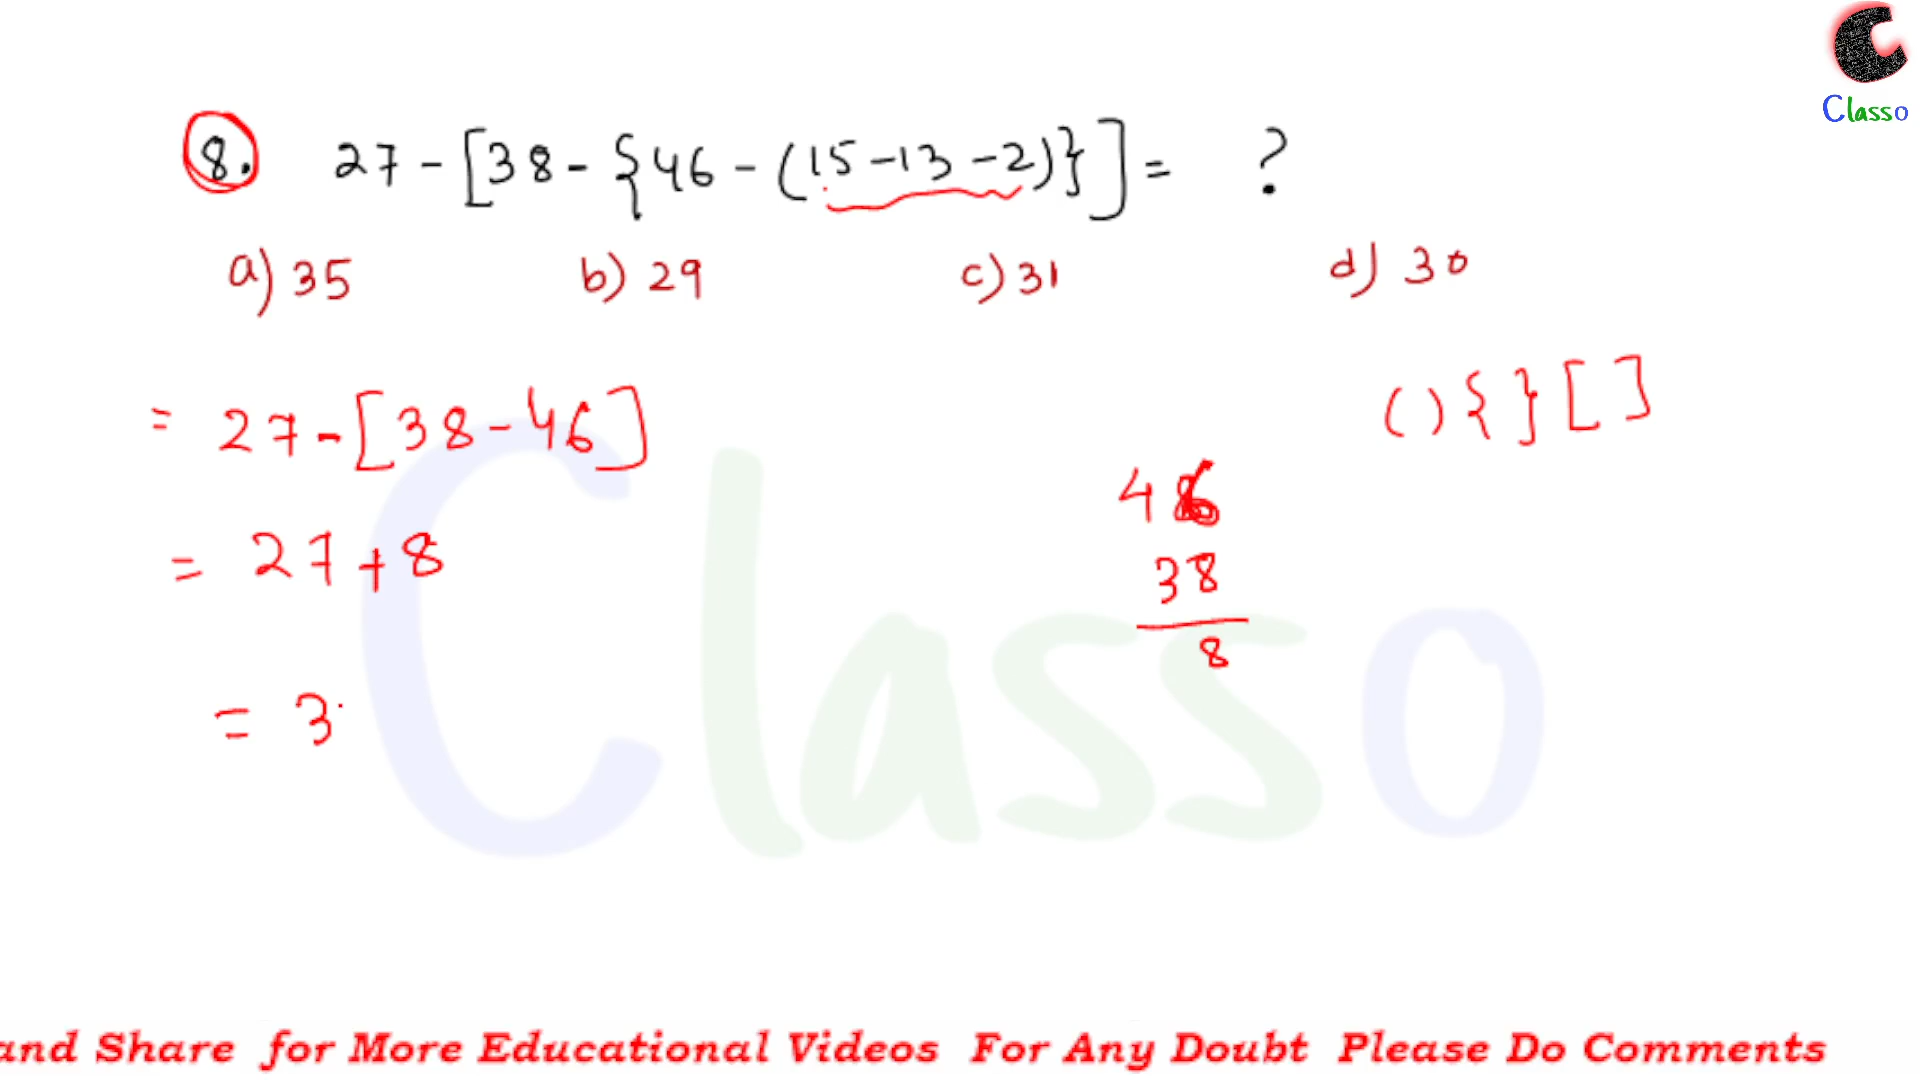 C
Classo
8. 27 - [38 - {46 - (15 - 13 - 2)}] = ?
a) 35 b) 29 c) 31 d) 30
= 27 - [38 - 46]
( ) { } [ ]
46
38
8
= 27 + 8
= 3
Classo
and Share for More Educational Videos For Any Doubt Please Do Comments